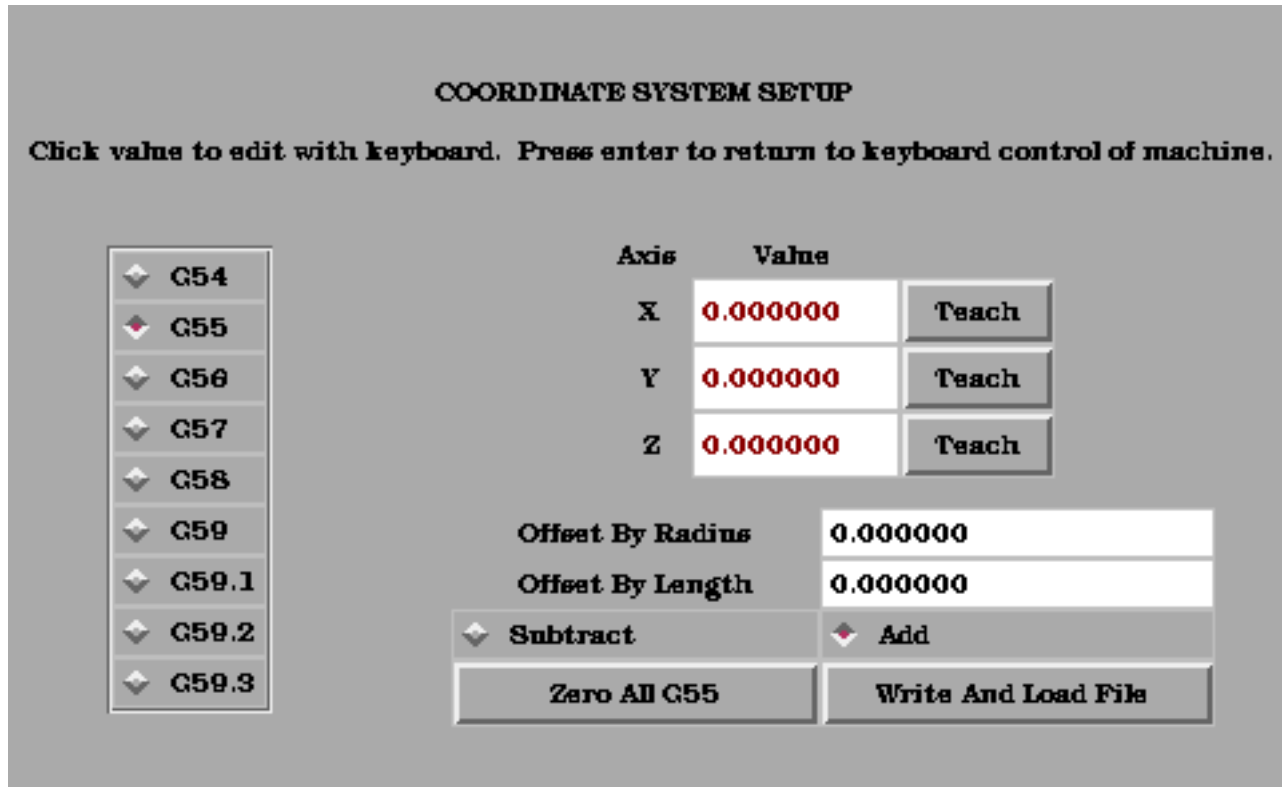 COORDINATE SYSTEM SETUP
Click value to edit with keyboard. Press enter to return to keyboard control of machine.
G54
G55
G56
G57
G58
G59
G59.1
G59.2
G59.3
Axis Value
X 0.000000 Teach
Y 0.000000 Teach
Z 0.000000 Teach
Offset By Radius 0.000000
Offset By Length 0.000000
Subtract Add
Zero All G55 Write And Load File